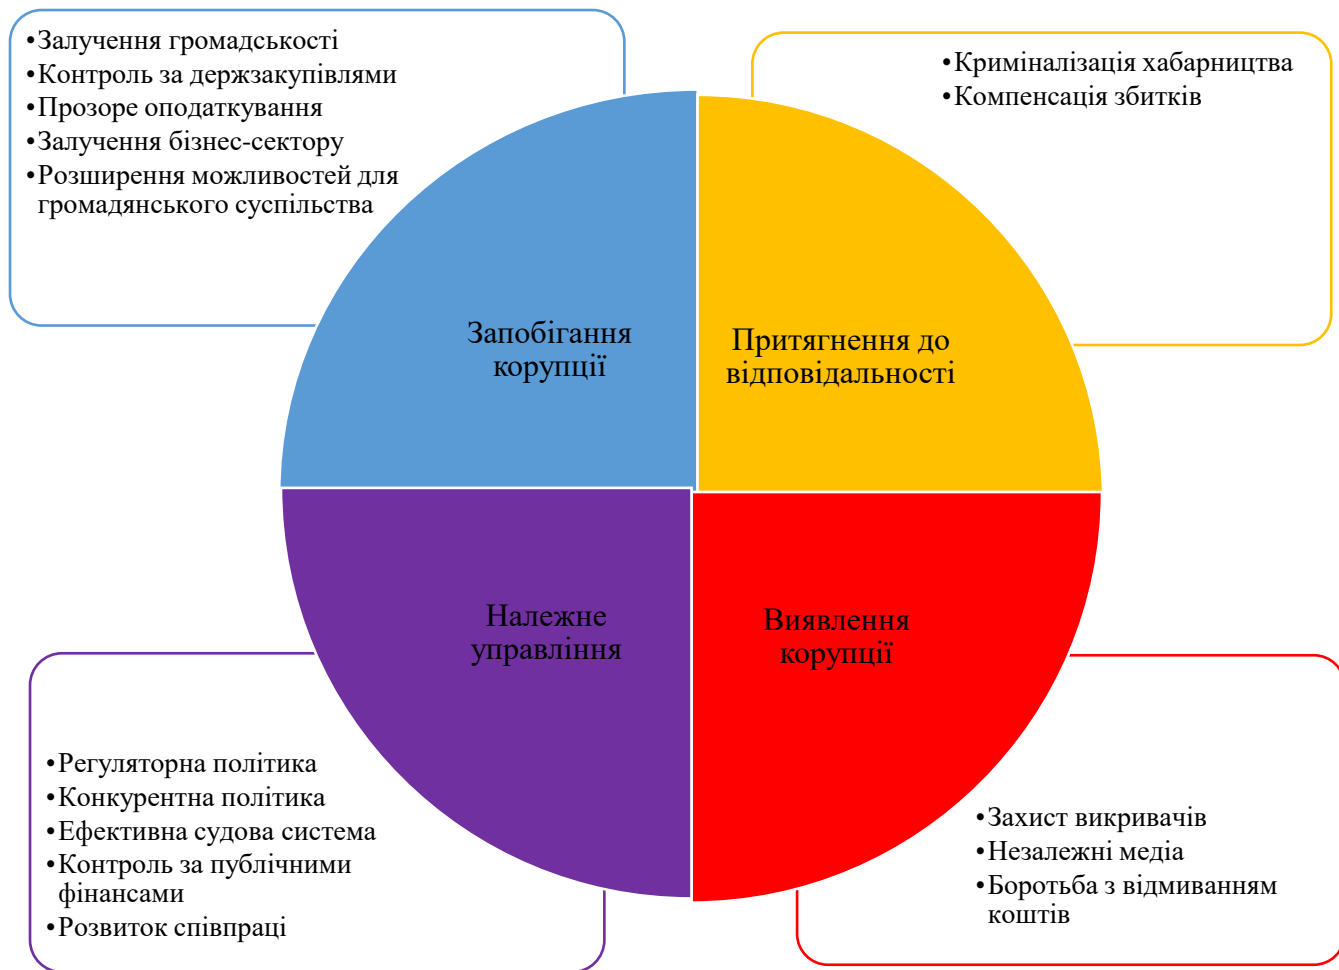 •Залучення громадськості
•Контроль за держзакупівлями
•Прозоре оподаткування
•Залучення бізнес-сектору
•Розширення можливостей для
громадянського суспільства
•Криміналізація хабарництва
•Компенсація збитків
Запобігання
корупції
Притягнення до
відповідальності
Належне
управління
Виявлення
корупції
•Регуляторна політика
•Конкурентна політика
•Ефективна судова система
•Контроль за публічними
фінансами
•Розвиток співпраці
•Захист викривачів
•Незалежні медіа
•Боротьба з відмиванням
коштів